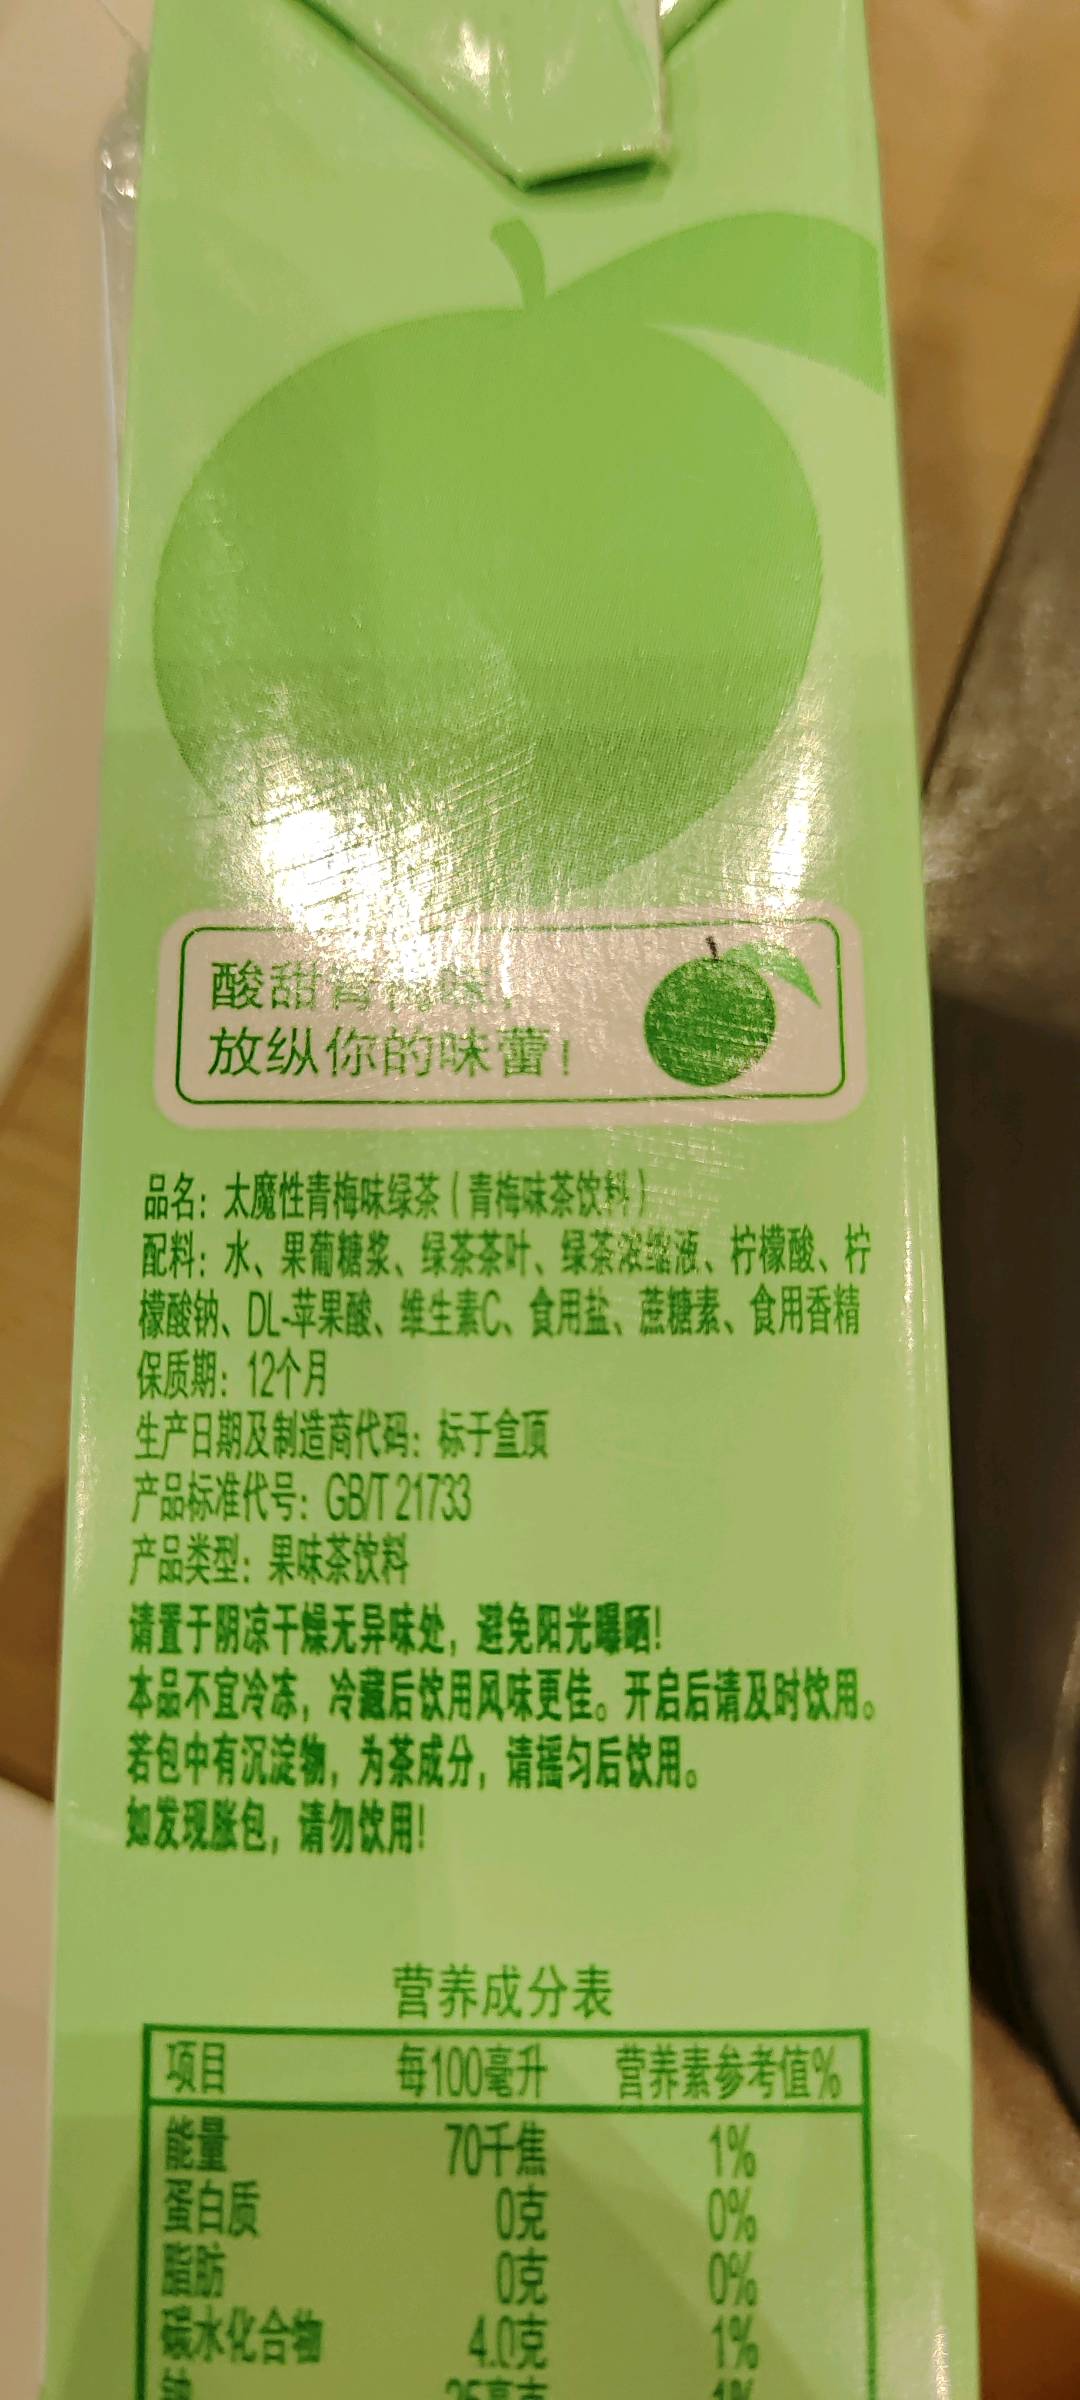 酸甜
放纵你的味蕾！
品名：太魔性青梅味绿茶（青梅味茶饮料）
配料：水、果葡糖浆、绿茶茶叶、绿茶浓缩液、柠檬酸、柠
檬酸钠、DL-苹果酸、维生素C、食用盐、蔗糖素、食用香精
保质期：12个月
生产日期及制造商代码：标于盒顶
产品标准代号：GB/T 21733
产品类型：果味茶饮料
请置于阴凉干燥无异味处，避免阳光曝晒！
本品不宜冷冻，冷藏后饮用风味更佳。开启后请及时饮用。
若包中有沉淀物，为茶成分，请摇匀后饮用。
如发现胀包，请勿饮用！
营养成分表
项目 每100毫升 营养素参考值%
能量 70千焦 1%
蛋白质 0克 0%
脂肪 0克 0%
碳水化合物 4.0克 1%